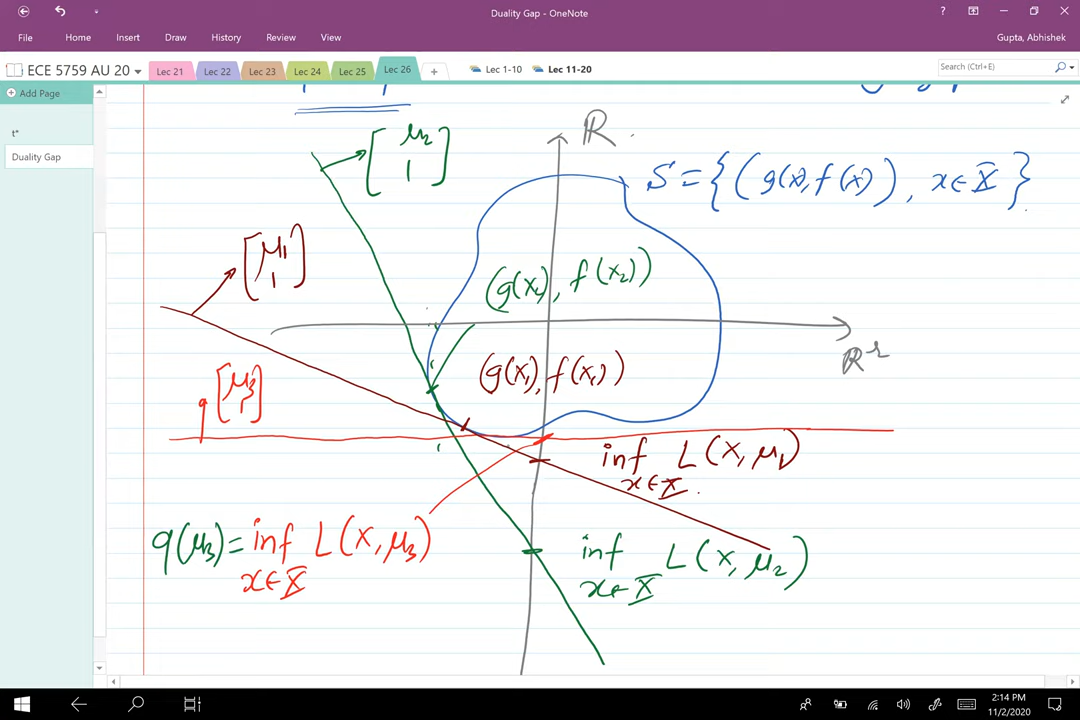 Duality Gap - OneNote
?
File Home Insert Draw History Review View Gupta, Abhishek
ECE 5759 AU 20 Lec 21 Lec 22 Lec 23 Lec 24 Lec 25 Lec 26 + Lec 1-10 Lec 11-20 Search (Ctrl+E)
Add Page
t*
Duality Gap
ℝ
[μ₂
1]
S = { (g(x), f(x)), x ∈ X }
[μ₁
1]
(g(x₂), f(x₂))
ℝʳ
(g(x₁), f(x₁))
[μ₃
1]
inf L(x, μ₁)
x ∈ X
q(μ₃) = inf L(x, μ₃)
x ∈ X
inf L(x, μ₂)
x ∈ X
2:14 PM
11/2/2020